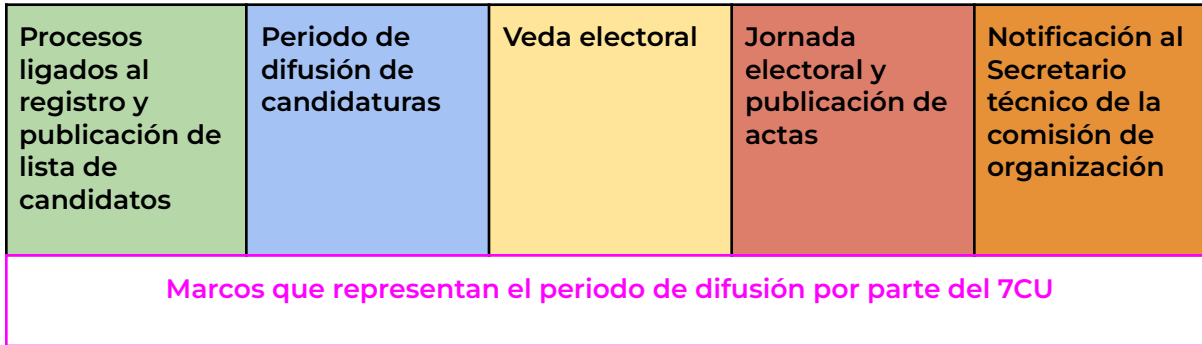 Procesos
ligados al
registro y
publicación de
lista de
candidatos
Periodo de
difusión de
candidaturas
Veda electoral
Jornada
electoral y
publicación de
actas
Notificación al
Secretario
técnico de la
comisión de
organización
Marcos que representan el periodo de difusión por parte del 7CU